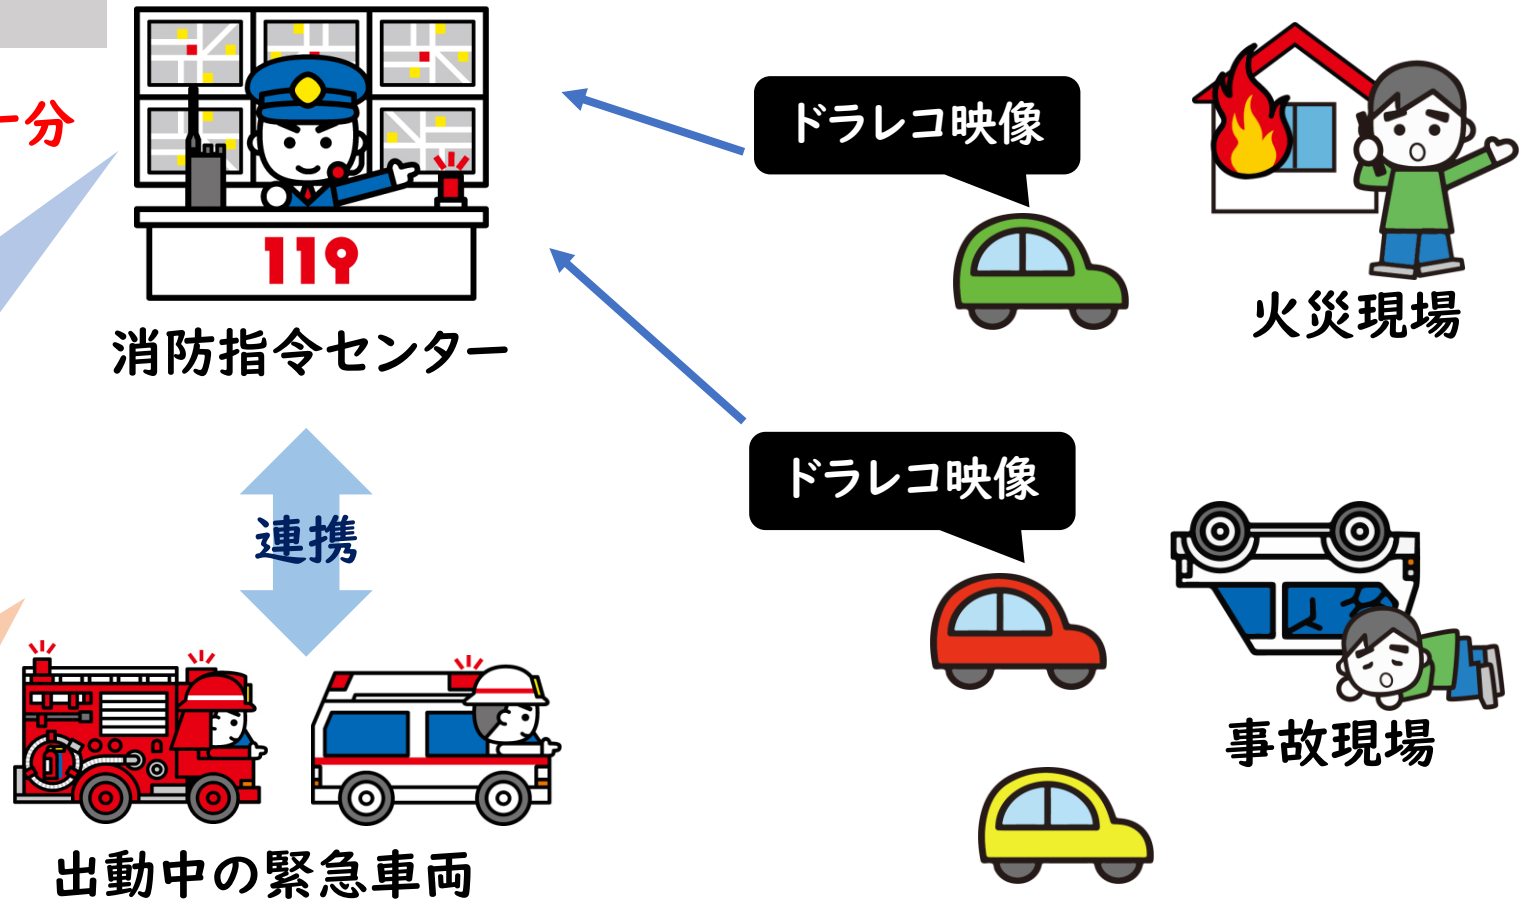 分
ドラレコ映像
119
消防指令センター
火災現場
ドラレコ映像
連携
事故現場
出動中の緊急車両